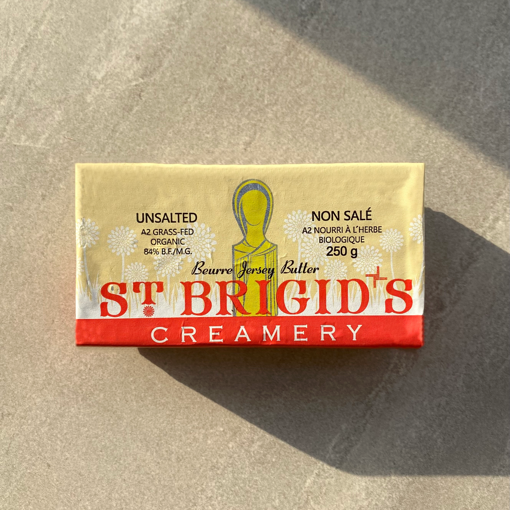 UNSALTED
A2 GRASS-FED
ORGANIC
84% B.F./M.G.
NON SALÉ
A2 NOURRI À L'HERBE
BIOLOGIQUE
250 g
Beurre Jersey Butter
ST BRIGID'S
CREAMERY